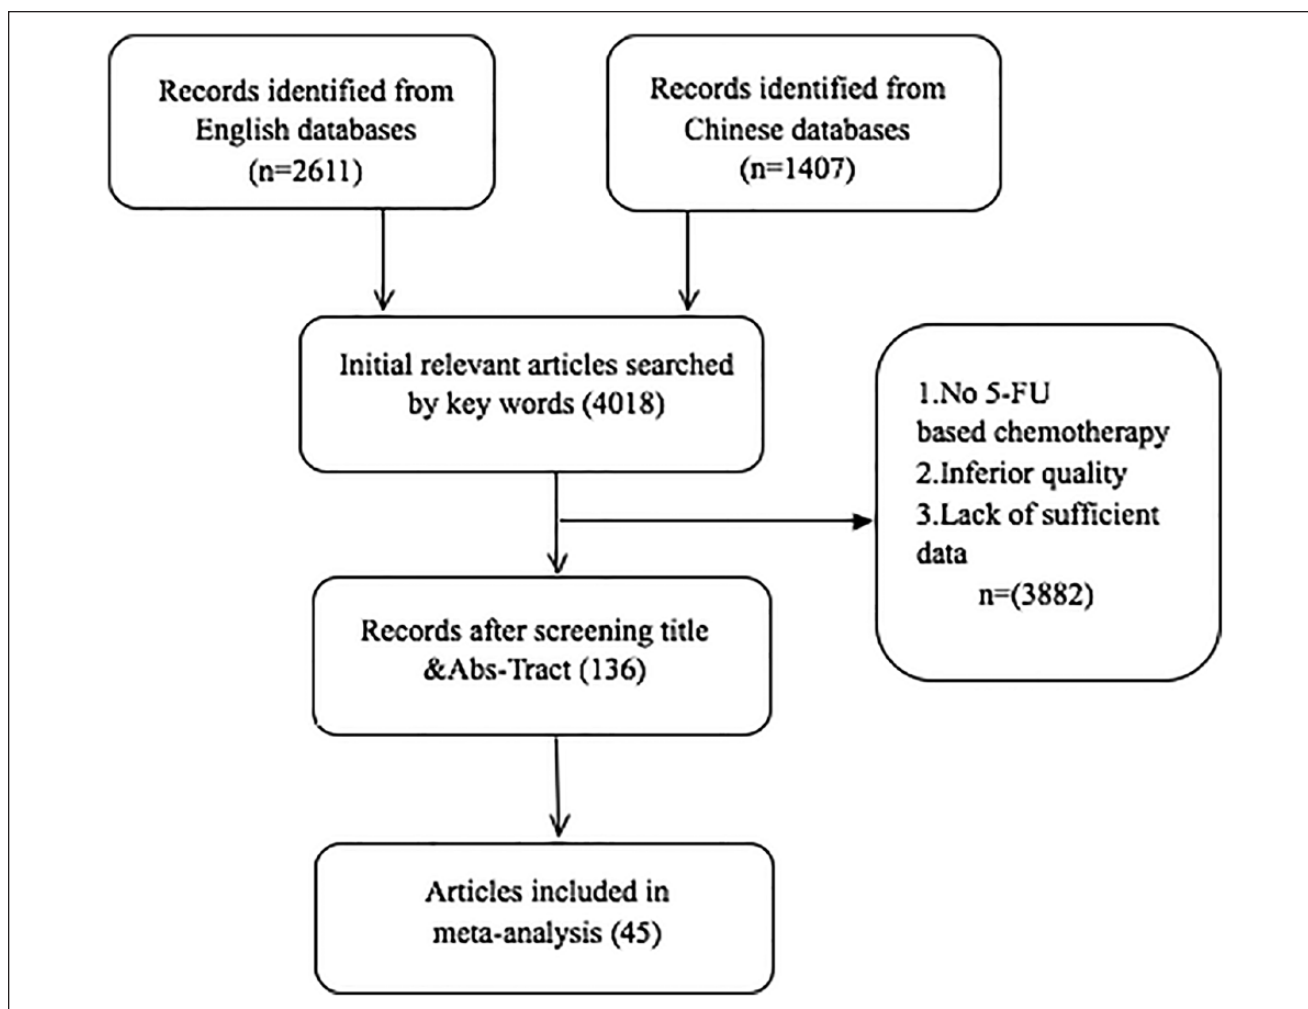 Records identified from
English databases
(n=2611)
Records identified from
Chinese databases
(n=1407)
Initial relevant articles searched
by key words (4018)
1.No 5-FU
based chemotherapy
2.Inferior quality
3.Lack of sufficient
data
n=(3882)
Records after screening title
&Abs-Tract (136)
Articles included in
meta-analysis (45)